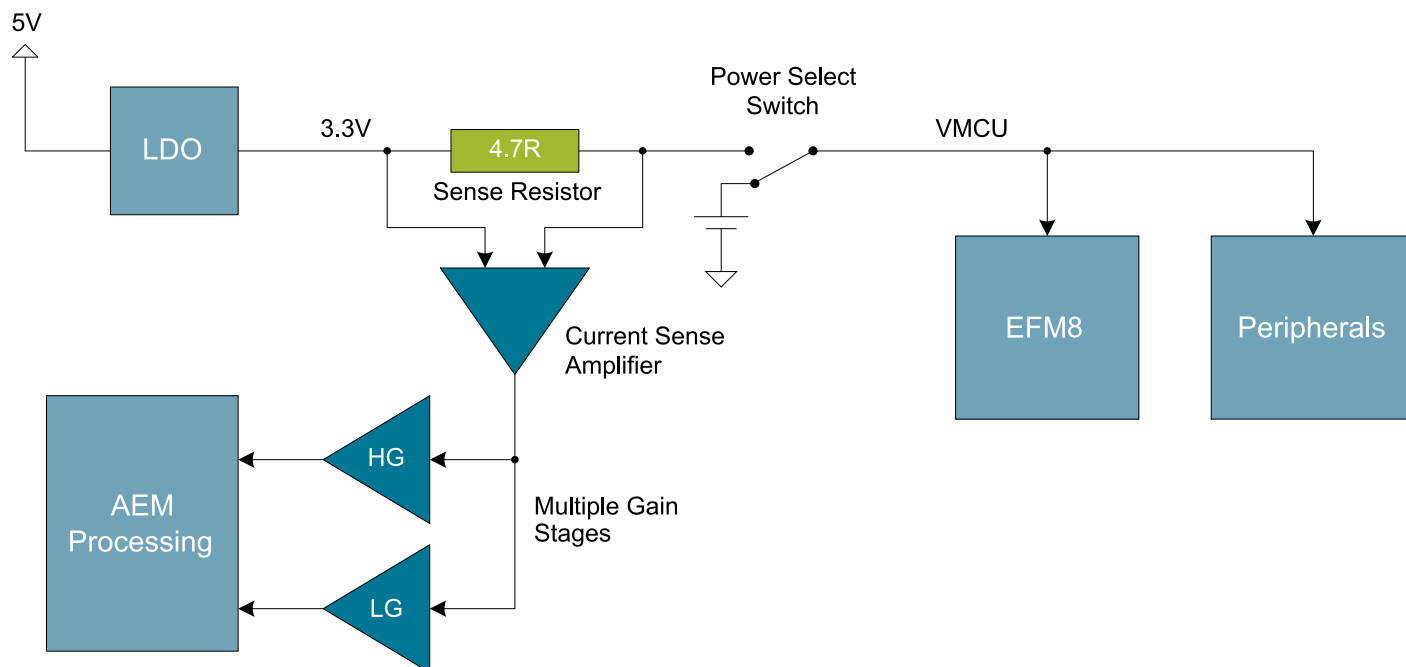 5V
Power Select
Switch
LDO
3.3V
4.7R
VMCU
Sense Resistor
Current Sense
Amplifier
EFM8
Peripherals
HG
AEM
Processing
Multiple Gain
Stages
LG